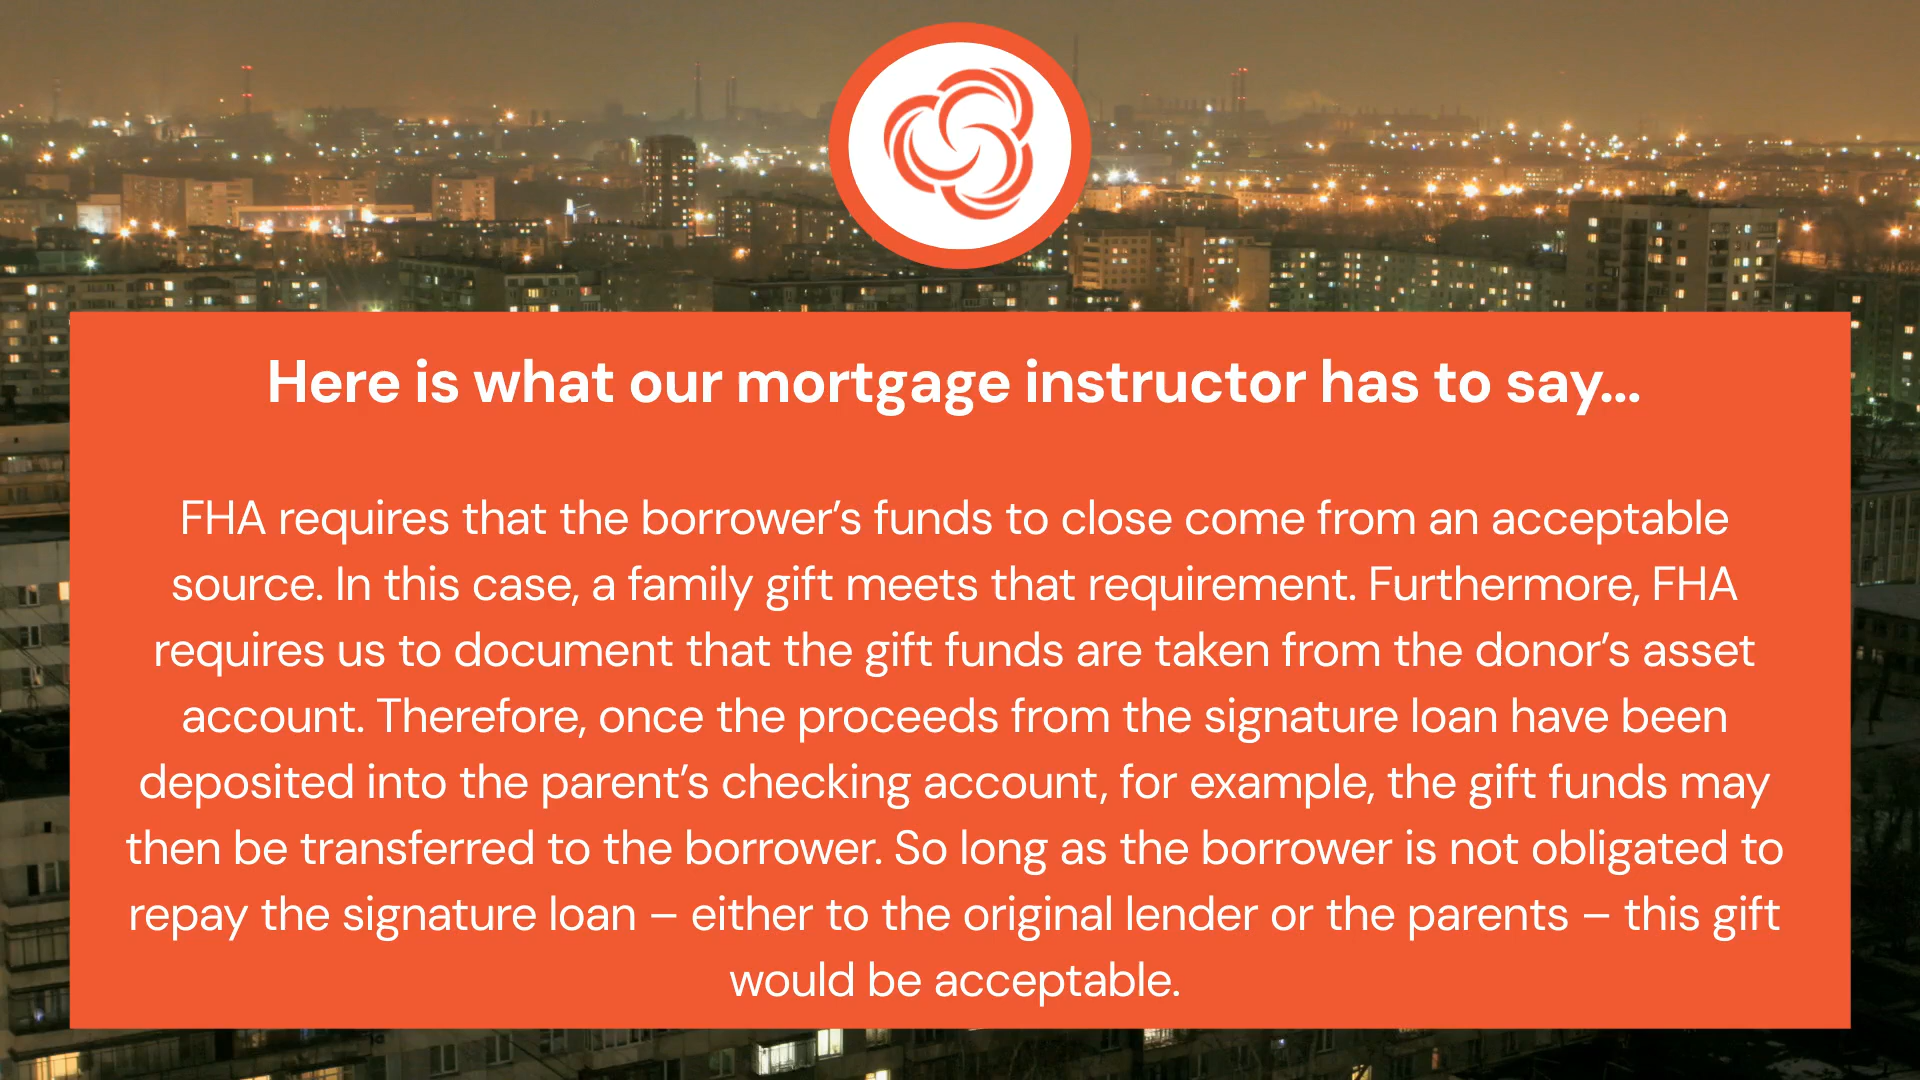 Here is what our mortgage instructor has to say...
FHA requires that the borrower’s funds to close come from an acceptable
source. In this case, a family gift meets that requirement. Furthermore, FHA
requires us to document that the gift funds are taken from the donor’s asset
account. Therefore, once the proceeds from the signature loan have been
deposited into the parent’s checking account, for example, the gift funds may
then be transferred to the borrower. So long as the borrower is not obligated to
repay the signature loan – either to the original lender or the parents – this gift
would be acceptable.